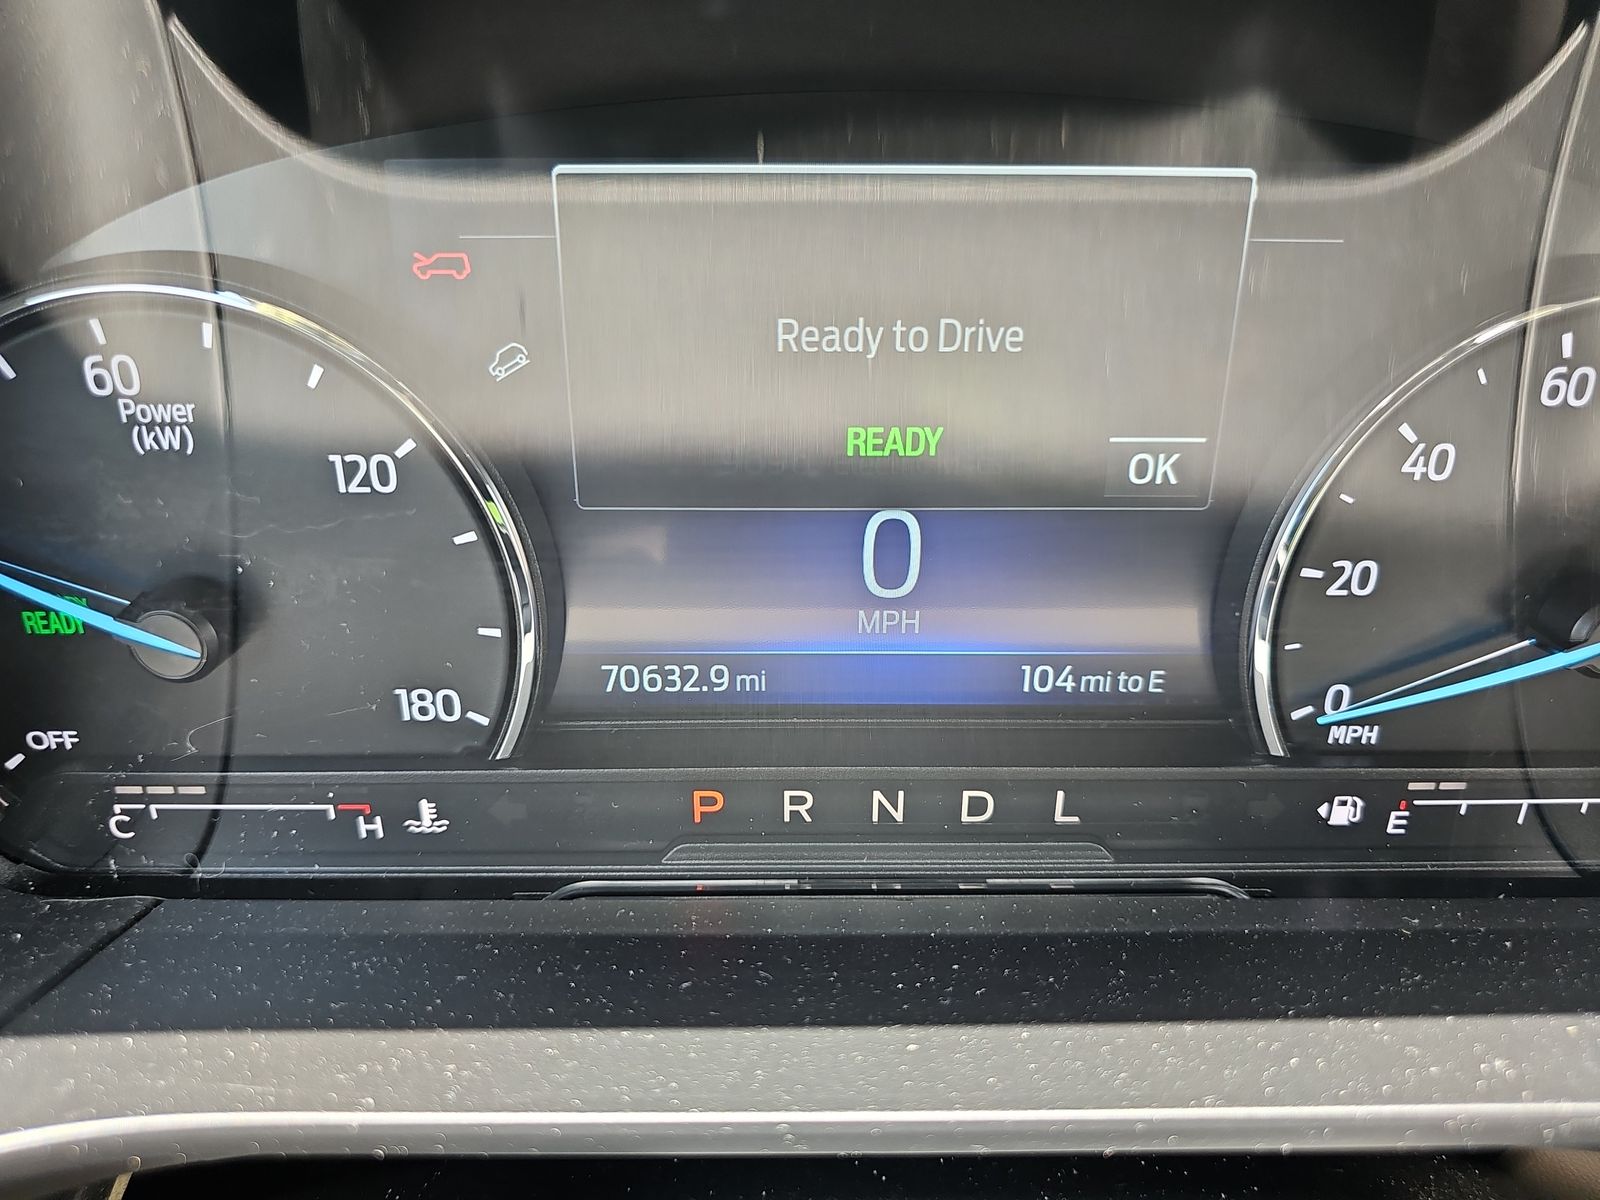 Ready to Drive
READY
OK
60
Power
(kW)
120
180
READY
OFF
0
MPH
70632.9 mi
104 mi to E
60
40
20
0
MPH
C
H
P R N D L
E